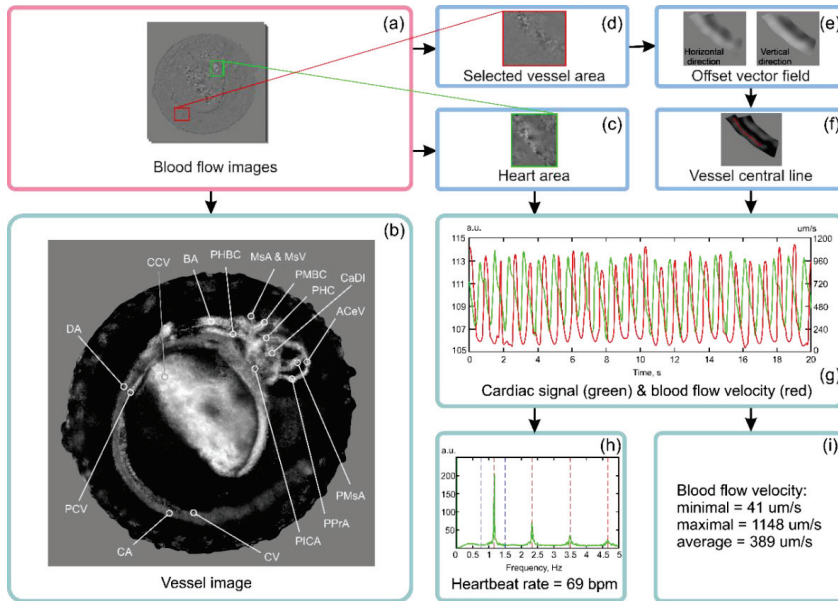 (a)
Blood flow images
(d)
Selected vessel area
(e)
Horizontal
direction
Vertical
direction
Offset vector field
(c)
Heart area
(f)
Vessel central line
(b)
CCV
BA
PHBC
MsA & MsV
PMBC
PHC
CaDI
ACeV
DA
PCV
CA
CV
PICA
PPrA
PMsA
Vessel image
a.u.
um/s
115
113
111
109
107
105
1200
960
720
480
240
0
0 2 4 6 8 10 12 14 16 18 20
Time, s
(g)
Cardiac signal (green) & blood flow velocity (red)
(h)
a.u.
200
150
100
50
0 0.5 1 1.5 2 2.5 3 3.5 4 4.5 5
Frequency, Hz
Heartbeat rate = 69 bpm
(i)
Blood flow velocity:
minimal = 41 um/s
maximal = 1148 um/s
average = 389 um/s